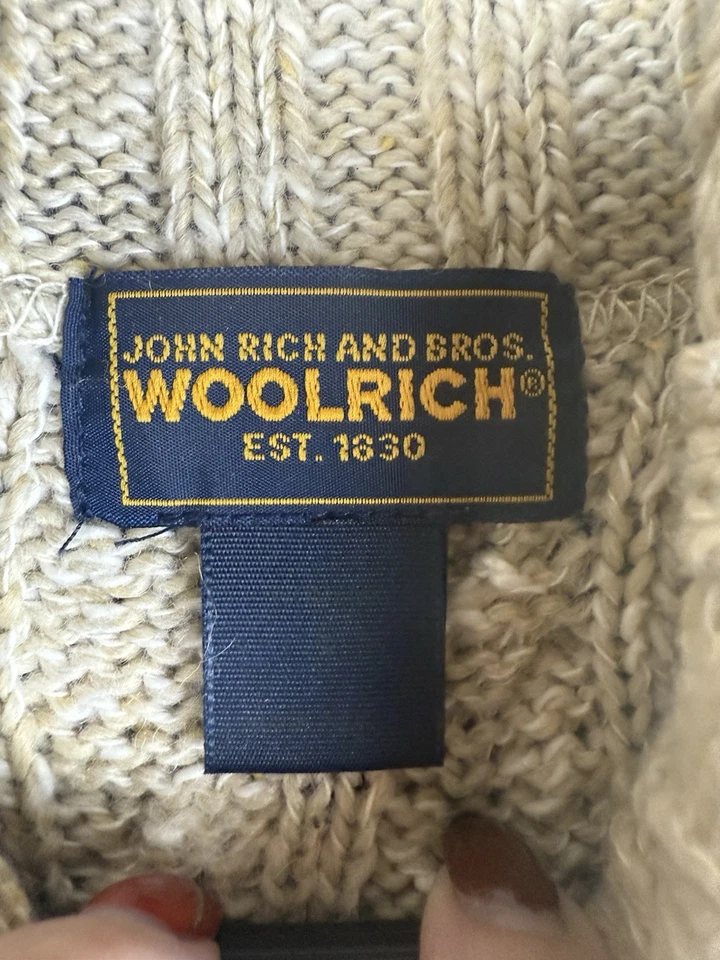 JOHN RICH AND BROS.
WOOLRICH®
EST. 1830